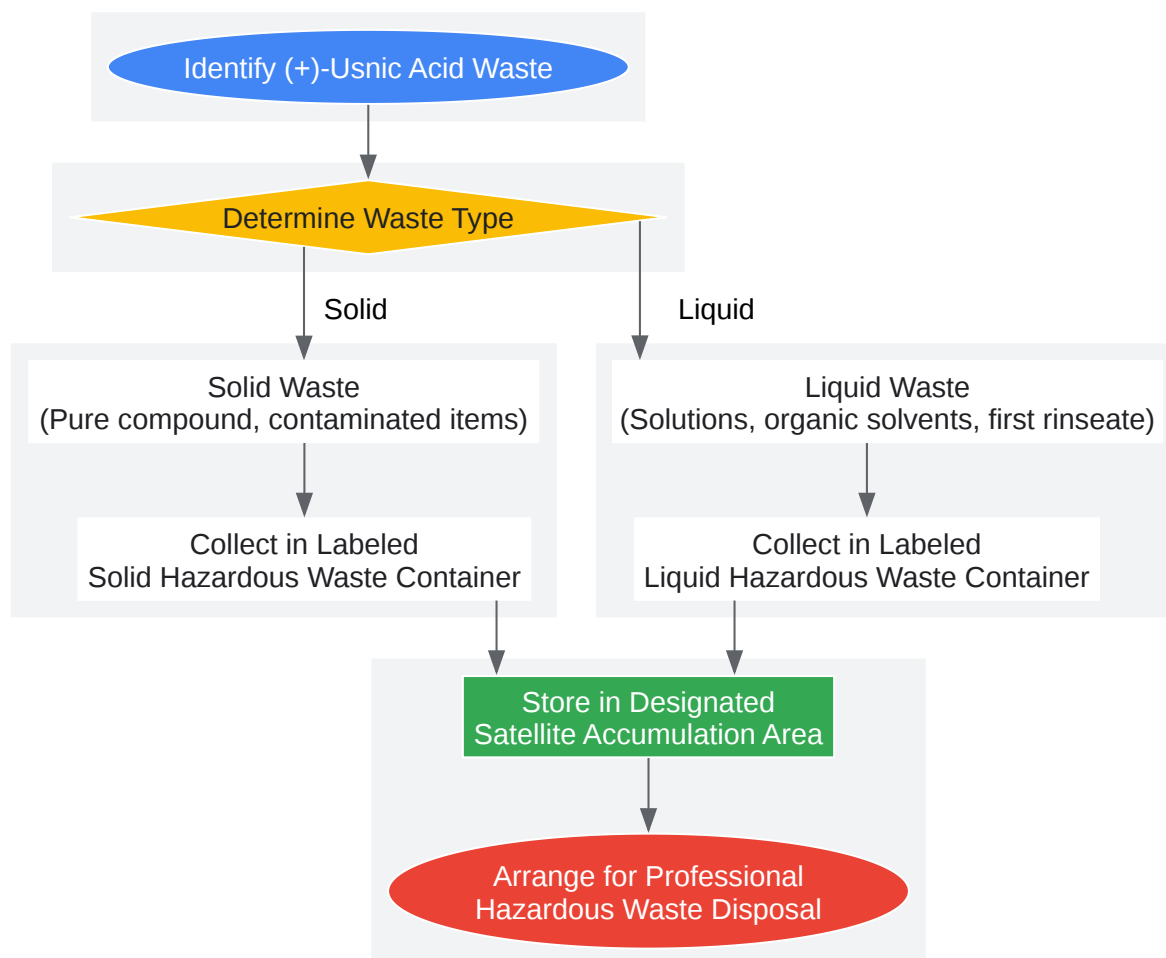 Identify (+)-Usnic Acid Waste
Determine Waste Type
Solid
Liquid
Solid Waste
(Pure compound, contaminated items)
Liquid Waste
(Solutions, organic solvents, first rinseate)
Collect in Labeled
Solid Hazardous Waste Container
Collect in Labeled
Liquid Hazardous Waste Container
Store in Designated
Satellite Accumulation Area
Arrange for Professional
Hazardous Waste Disposal